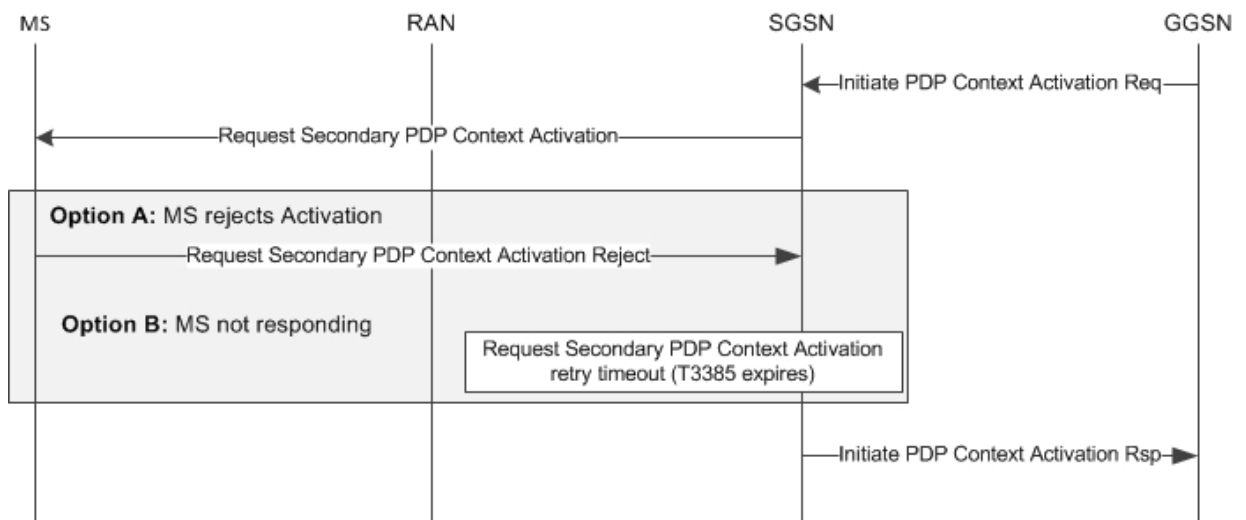 MS RAN SGSN GGSN
Initiate PDP Context Activation Req
Request Secondary PDP Context Activation
Option A: MS rejects Activation
Request Secondary PDP Context Activation Reject
Option B: MS not responding
Request Secondary PDP Context Activation
retry timeout (T3385 expires)
Initiate PDP Context Activation Rsp